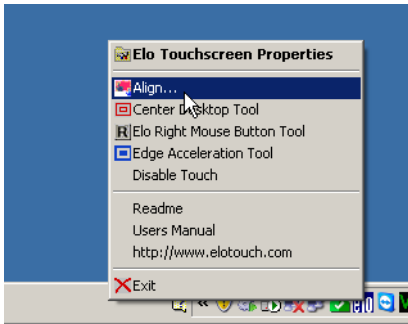 Elo Touchscreen Properties
Align...
Center Desktop Tool
R Elo Right Mouse Button Tool
Edge Acceleration Tool
Disable Touch
Readme
Users Manual
http://www.elotouch.com
Exit
«
elo